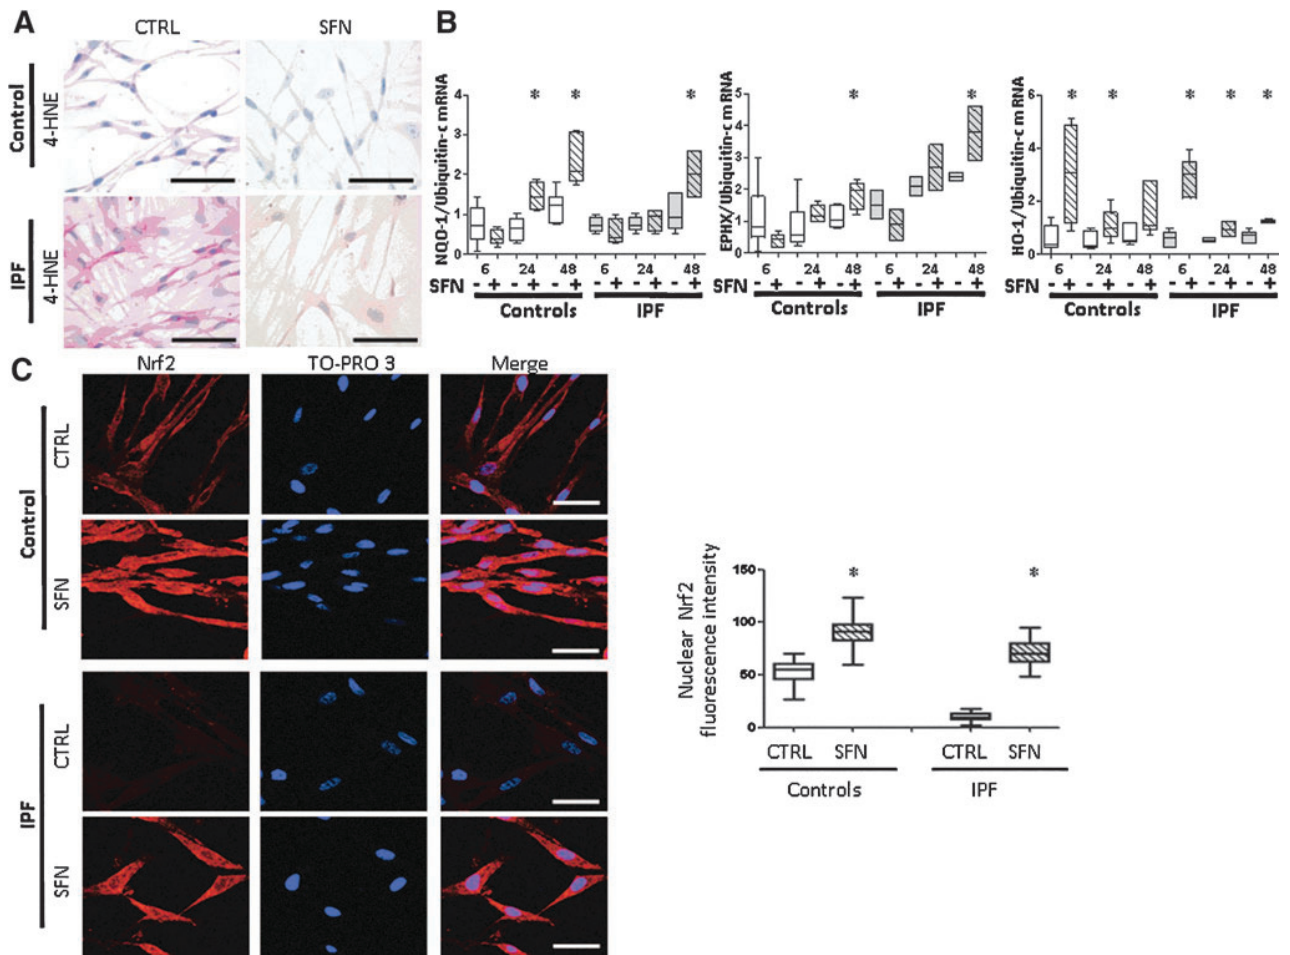 A
CTRL SFN
Control
4-HNE
IPF
4-HNE
B
NQO-1/Ubiquitin-c mRNA
4
3
2
1
0
* * *
6 24 48 6 24 48
SFN - + - + - + - + - + - +
Controls IPF
EPHX/Ubiquitin-c mRNA
5
4
3
2
1
0
* *
6 24 48 6 24 48
SFN - + - + - + - + - + - +
Controls IPF
HO-1/Ubiquitin-c mRNA
6
4
2
0
* * * * *
6 24 48 6 24 48
SFN - + - + - + - + - + - +
Controls IPF
C
Nrf2 TO-PRO 3 Merge
Control
CTRL
SFN
IPF
CTRL
SFN
Nuclear Nrf2
fluorescence intensity
150
100
50
0
* *
CTRL SFN CTRL SFN
Controls IPF